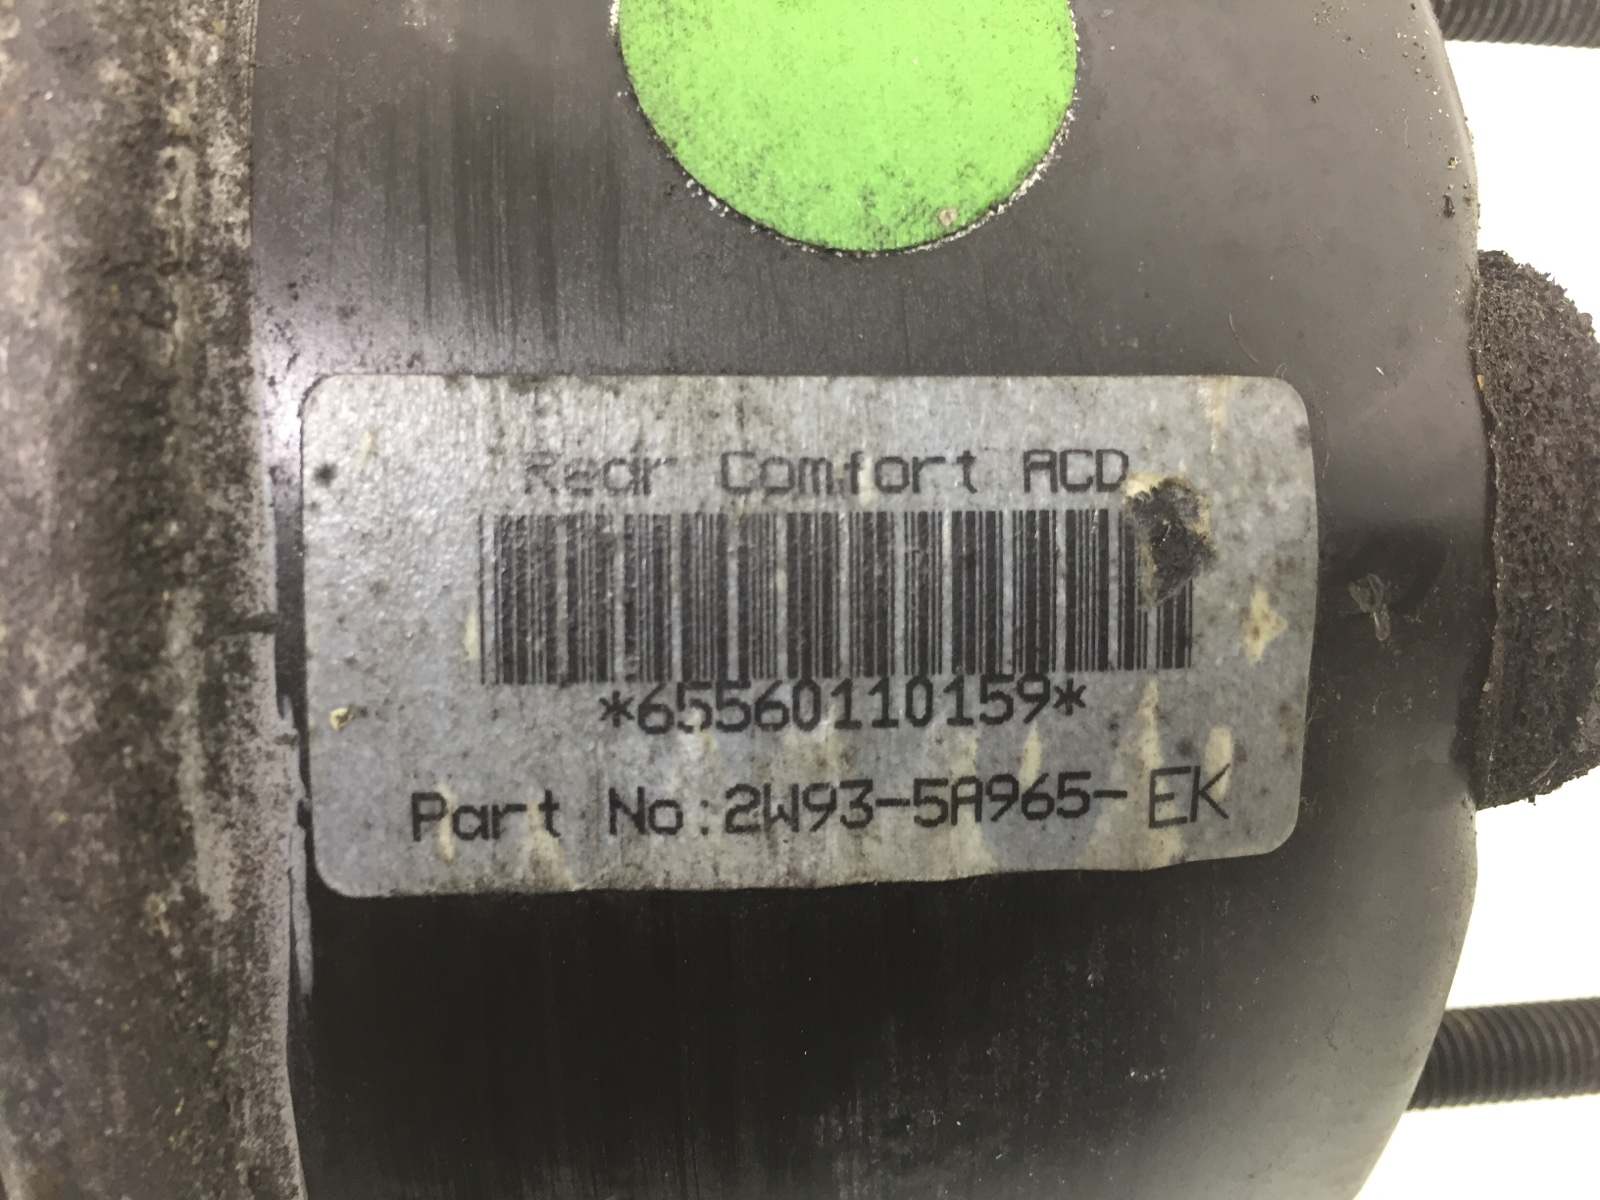 Rear Comfort ACD
*65560110159*
Part No:2W93-5A965-EK